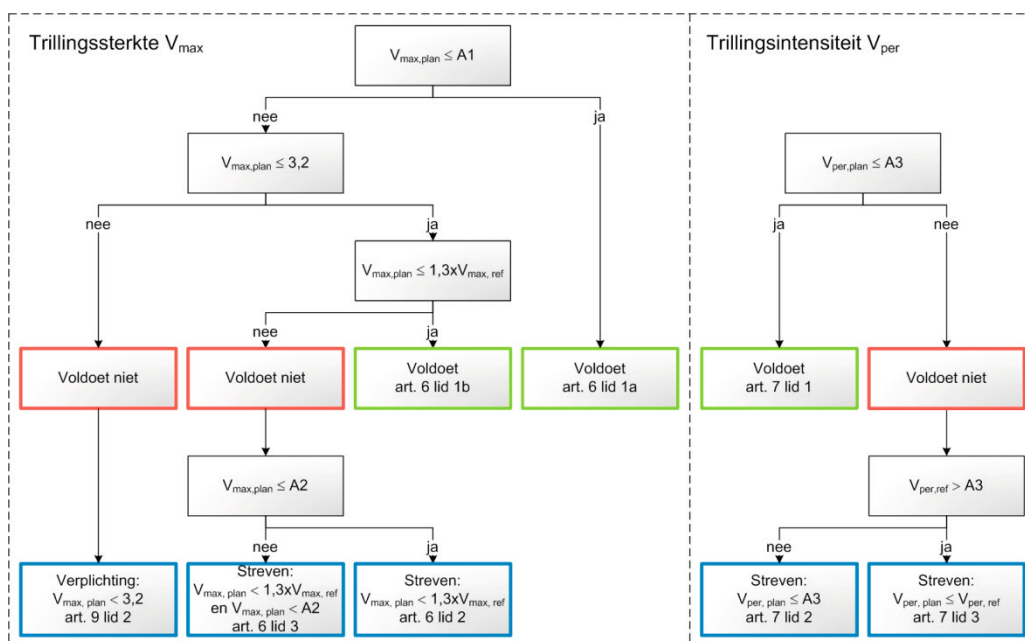 Trillingssterkte Vmax
Vmax,plan ≤ A1
nee
ja
Vmax,plan ≤ 3,2
nee
ja
Vmax,plan ≤ 1,3xVmax, ref
nee
ja
Voldoet niet
Voldoet niet
Voldoet
art. 6 lid 1b
Voldoet
art. 6 lid 1a
Vmax,plan ≤ A2
nee
ja
Verplichting:
Vmax, plan < 3,2
art. 9 lid 2
Streven:
Vmax, plan < 1,3xVmax, ref
en Vmax, plan < A2
art. 6 lid 3
Streven:
Vmax, plan < 1,3xVmax, ref
art. 6 lid 2
Trillingsintensiteit Vper
Vper,plan ≤ A3
ja
nee
Voldoet
art. 7 lid 1
Voldoet niet
Vper,ref > A3
nee
ja
Streven:
Vper, plan ≤ A3
art. 7 lid 2
Streven:
Vper, plan ≤ Vper, ref
art. 7 lid 3